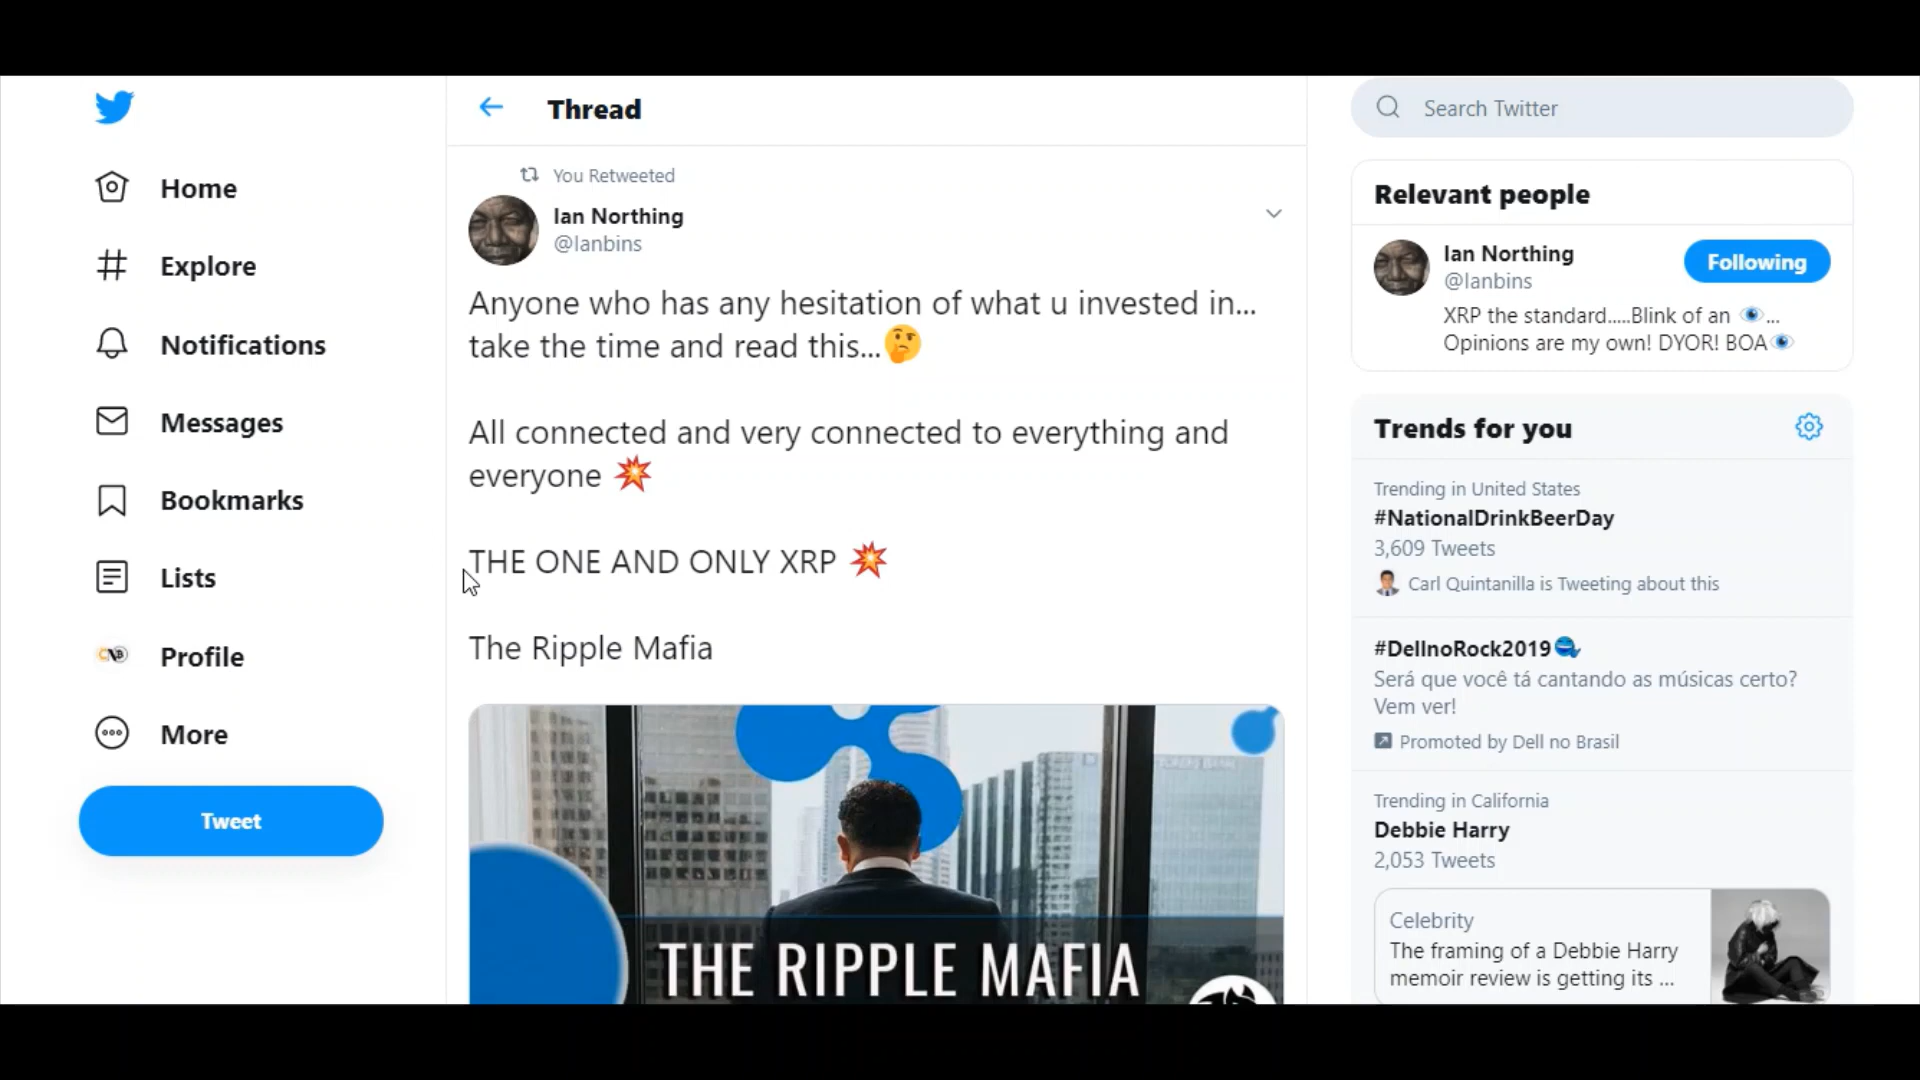 Home
Explore
Notifications
Messages
Bookmarks
Lists
Profile
More
Tweet
Thread
You Retweeted
Ian Northing
@Ianbins
Anyone who has any hesitation of what u invested in...
take the time and read this...🤔
All connected and very connected to everything and
everyone 💥
THE ONE AND ONLY XRP 💥
The Ripple Mafia
THE RIPPLE MAFIA
Search Twitter
Relevant people
Ian Northing
@Ianbins
Following
XRP the standard.....Blink of an 👁...
Opinions are my own! DYOR! BOA👁
Trends for you
Trending in United States
#NationalDrinkBeerDay
3,609 Tweets
Carl Quintanilla is Tweeting about this
#DellnoRock2019
Será que você tá cantando as músicas certo?
Vem ver!
Promoted by Dell no Brasil
Trending in California
Debbie Harry
2,053 Tweets
Celebrity
The framing of a Debbie Harry
memoir review is getting its ...